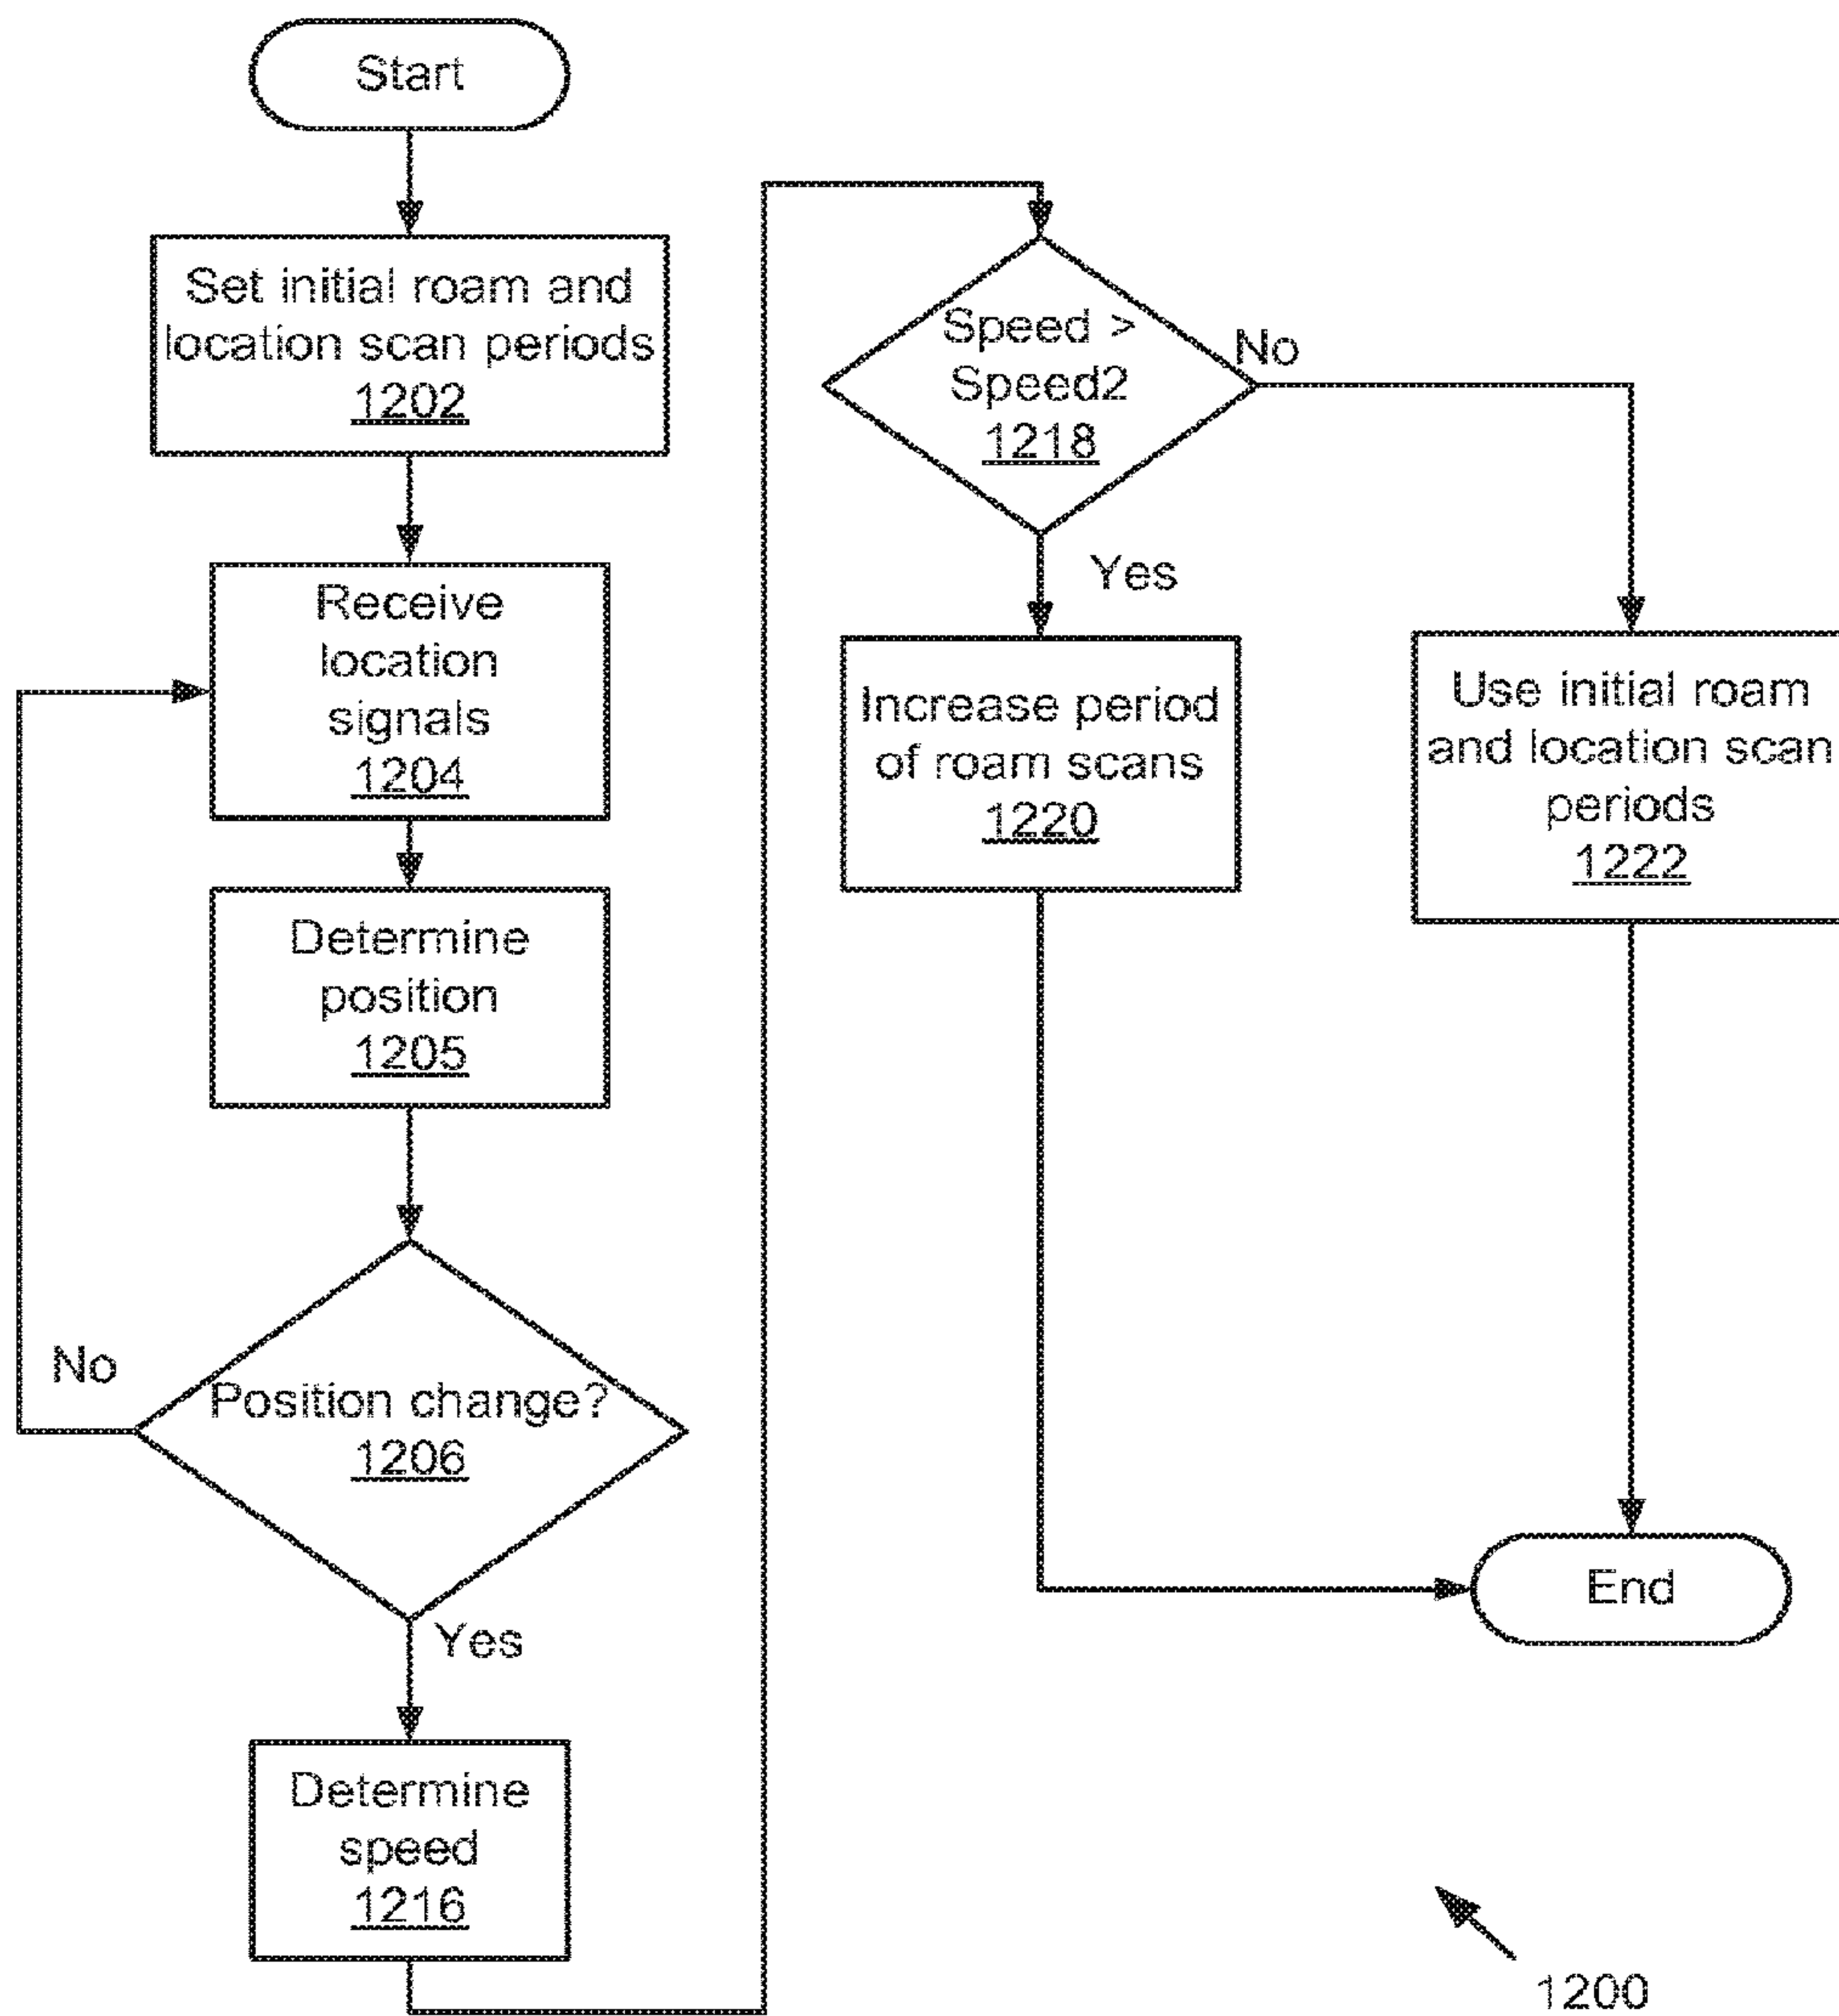 Start
Set initial roam and
location scan periods
1202
Receive
location
signals
1204
Determine
position
1205
No
Position change?
1206
Yes
Determine
speed
1216
Speed >
Speed2
1218
No
Yes
Increase period
of roam scans
1220
Use initial roam
and location scan
periods
1222
End
1200